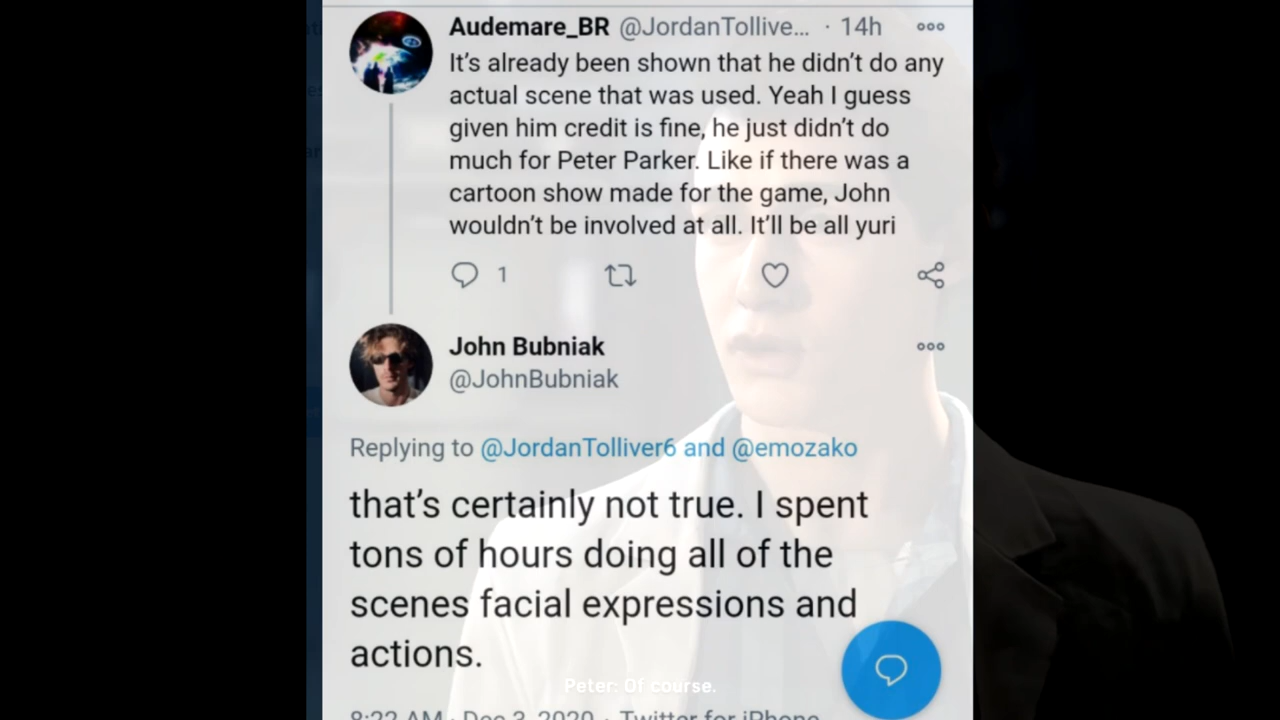 Audemare_BR @JordanTollive... · 14h
It's already been shown that he didn't do any
actual scene that was used. Yeah I guess
given him credit is fine, he just didn't do
much for Peter Parker. Like if there was a
cartoon show made for the game, John
wouldn't be involved at all. It'll be all yuri
1
John Bubniak
@JohnBubniak
Replying to @JordanTolliver6 and @emozako
that's certainly not true. I spent
tons of hours doing all of the
scenes facial expressions and
actions.
Peter: Of course.
8:22 AM · Dec 3, 2020 · Twitter for iPhone